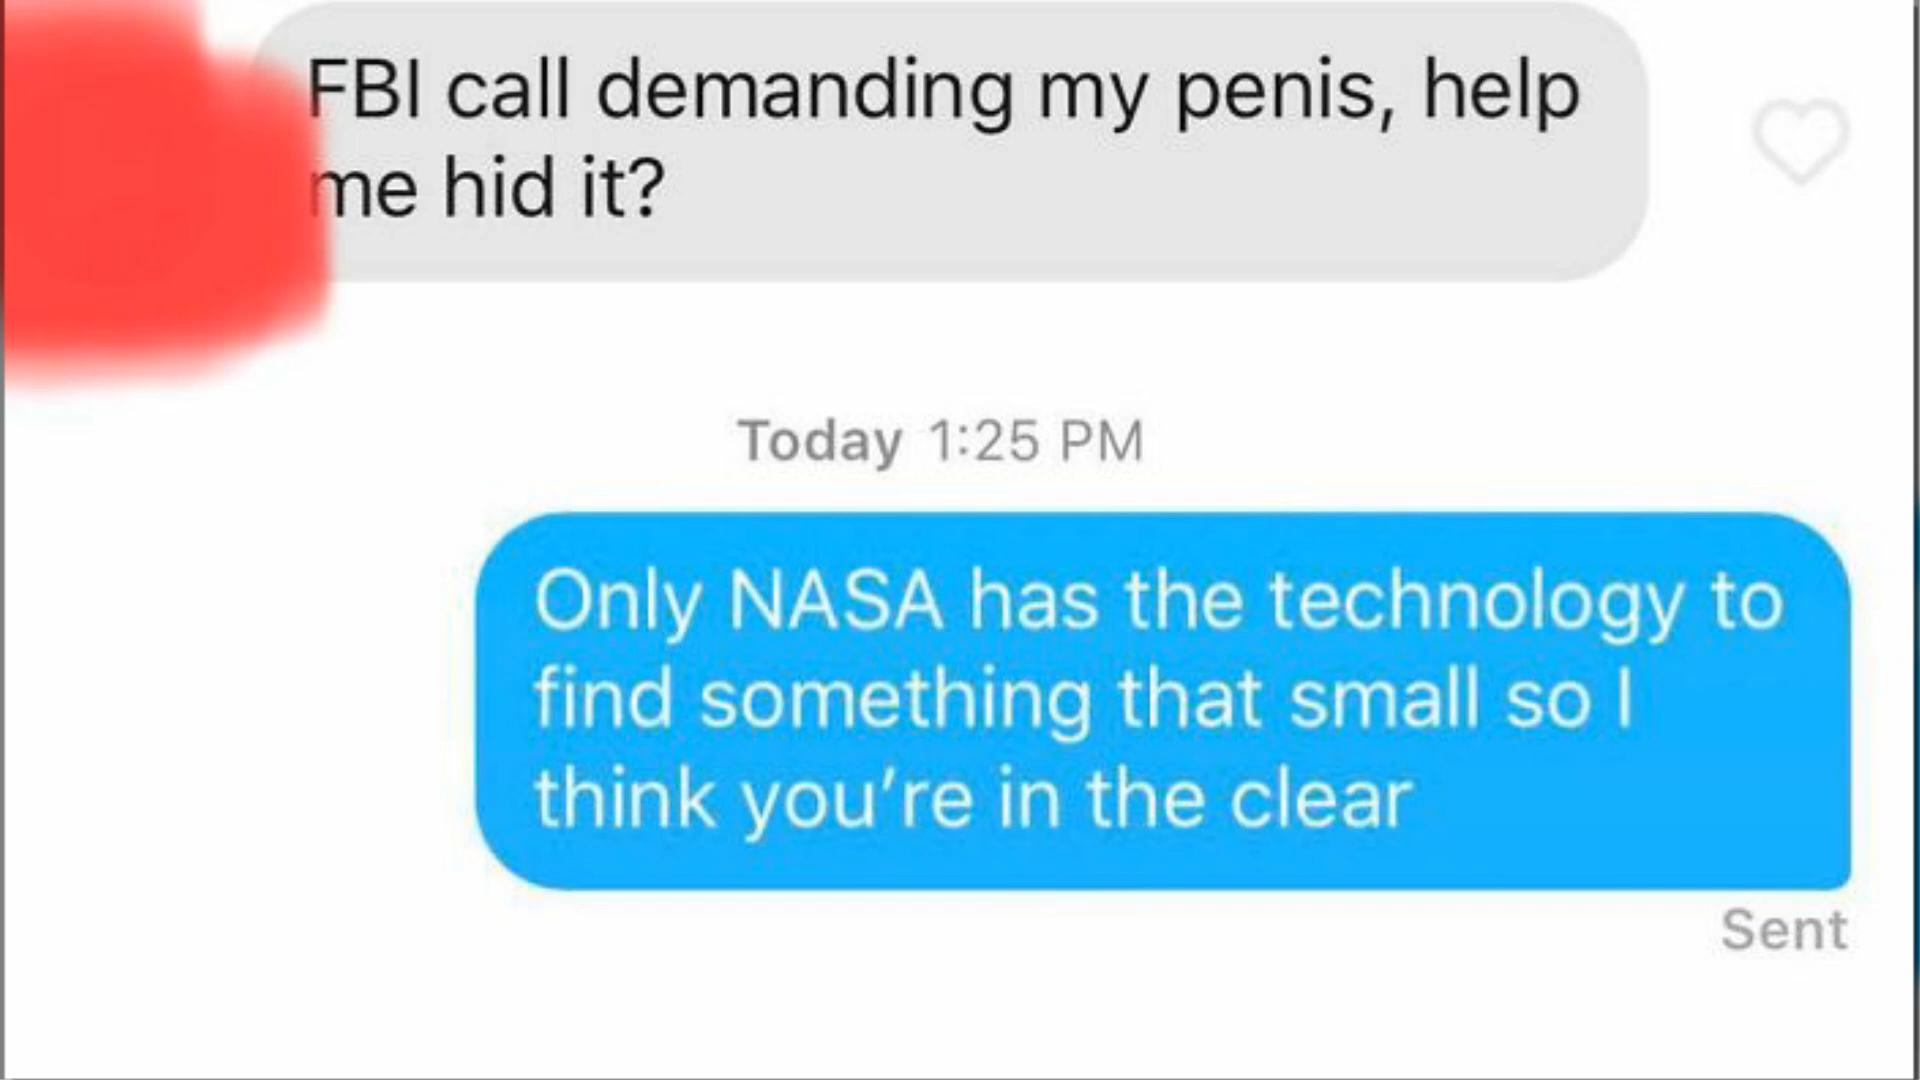 FBI call demanding my penis, help
me hid it?
Today 1:25 PM
Only NASA has the technology to
find something that small so I
think you’re in the clear
Sent